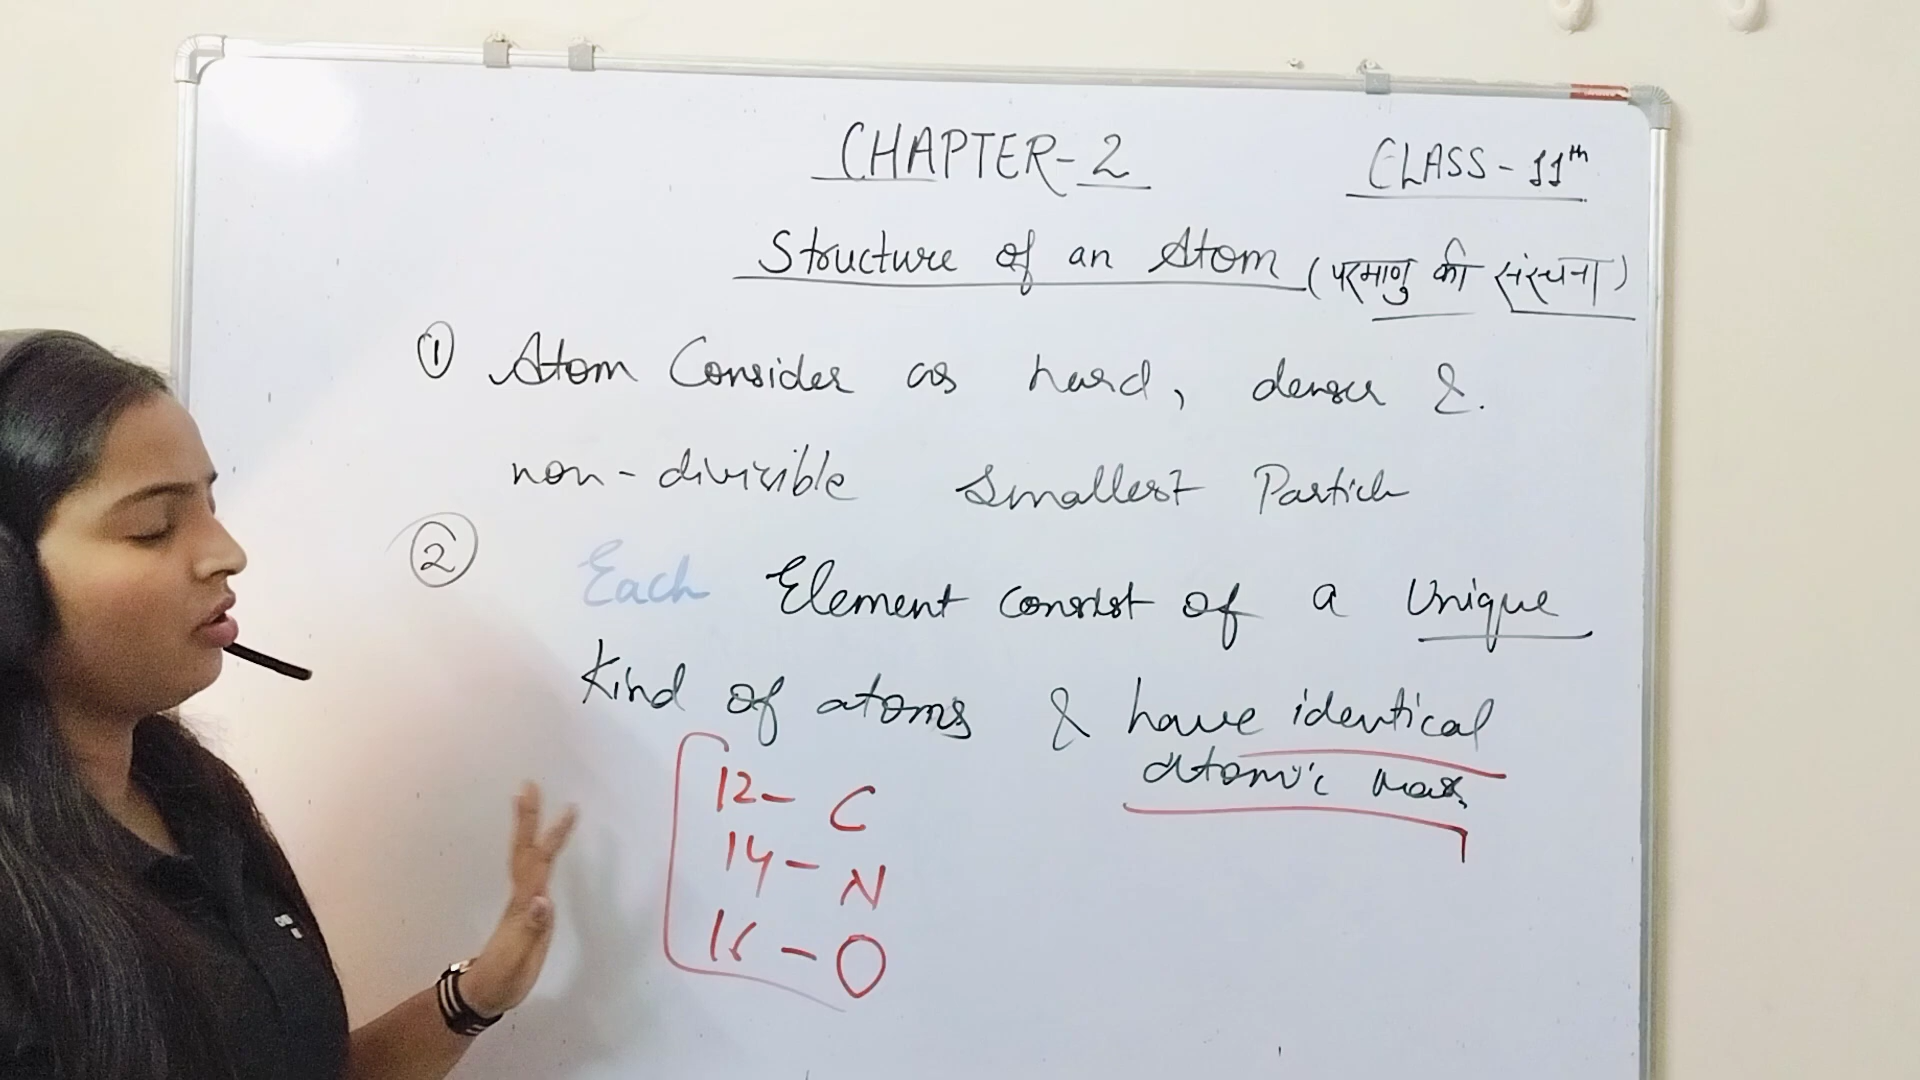 CHAPTER-2
CLASS-11th
Structure of an Atom (परमाणु की संरचना)
① Atom Consider as hard, dense &
non-divisible Smallest Particle
② Each Element consist of a Unique
Kind of atoms & have identical
atomic mass
12- C
14- N
16- O